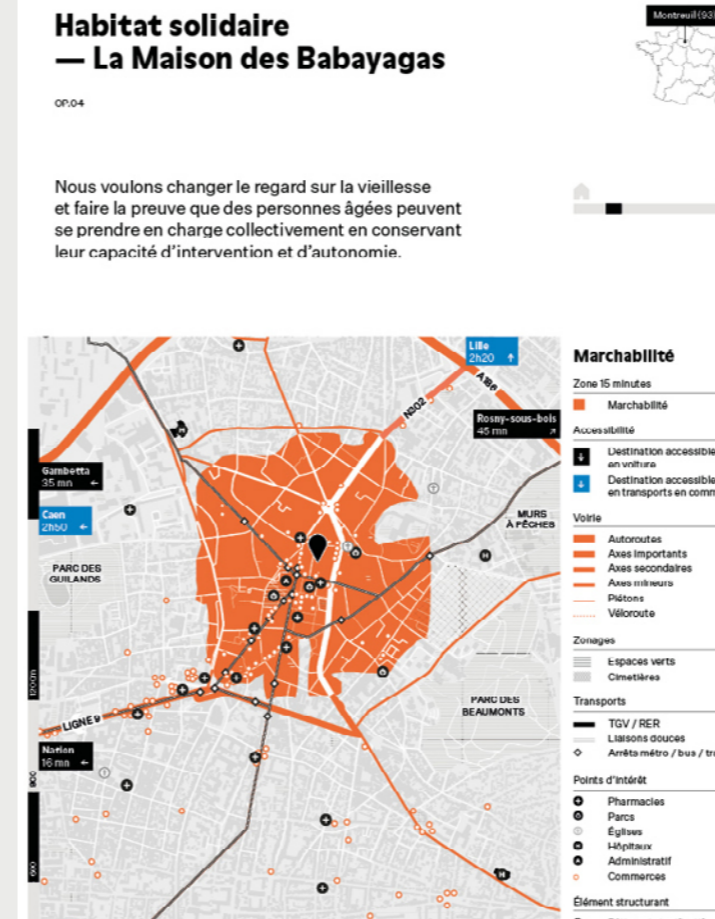 Habitat solidaire
— La Maison des Babayagas
Montreuil (93)
OP.04
Nous voulons changer le regard sur la vieillesse
et faire la preuve que des personnes âgées peuvent
se prendre en charge collectivement en conservant
leur capacité d'intervention et d'autonomie.
Lille
2h20 ↑
A186
N302
Rosny-sous-bois
45 mn ↗
Gambetta
35 mn ←
Caen
2h50 ←
MURS
À PÊCHES
PARC DES
GUILANDS
PARC DES
BEAUMONTS
LIGNE 9
Nation
16 mn ←
1200m
900
600
Marchabilité
Zone 15 minutes
Marchabilité
Accessibilité
Destination accessible
en voiture
Destination accessible
en transports en comm
Voirie
Autoroutes
Axes importants
Axes secondaires
Axes mineurs
Piétons
Véloroute
Zonages
Espaces verts
Cimetières
Transports
TGV / RER
Liaisons douces
Arrêts métro / bus / tr
Points d'intérêt
Pharmacies
Parcs
Églises
Hôpitaux
Administratif
Commerces
Élément structurant